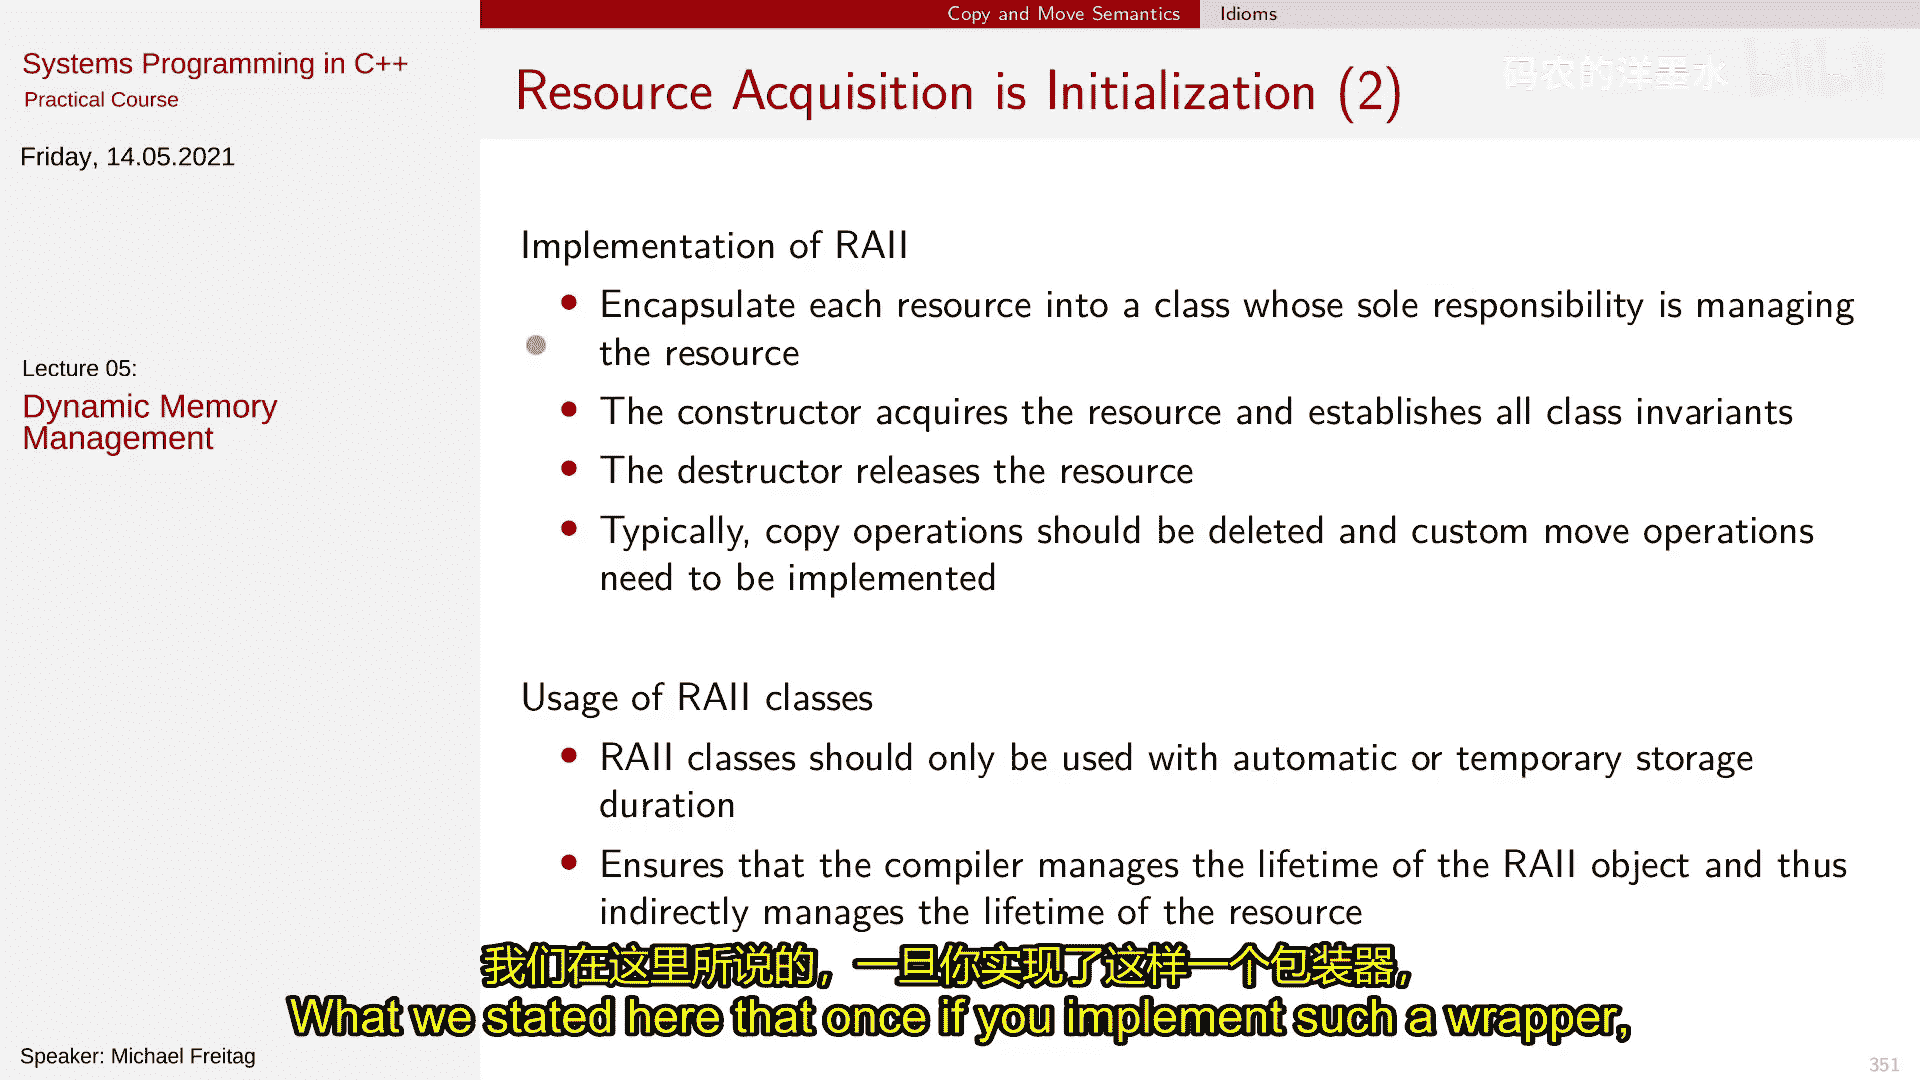 Copy and Move Semantics
Idioms
Systems Programming in C++
Practical Course
Friday, 14.05.2021
Lecture 05:
Dynamic Memory
Management
Speaker: Michael Freitag
Resource Acquisition is Initialization (2)
码农的洋墨水
Implementation of RAII
• Encapsulate each resource into a class whose sole responsibility is managing
the resource
• The constructor acquires the resource and establishes all class invariants
• The destructor releases the resource
• Typically, copy operations should be deleted and custom move operations
need to be implemented
Usage of RAII classes
• RAII classes should only be used with automatic or temporary storage
duration
• Ensures that the compiler manages the lifetime of the RAII object and thus
indirectly manages the lifetime of the resource
我们在这里所说的，一旦你实现了这样一个包装器，
What we stated here that once if you implement such a wrapper,
351